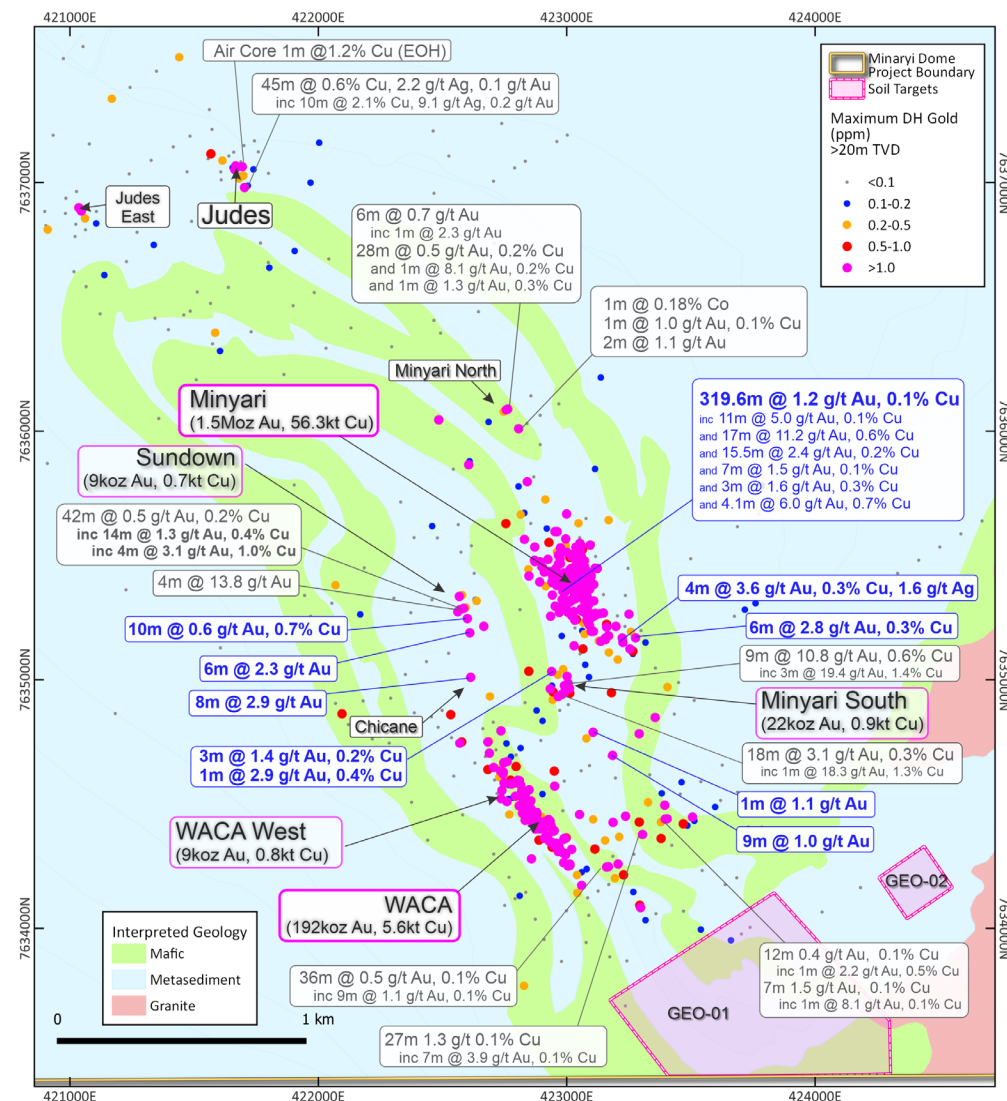 421000E
422000E
423000E
424000E
Air Core 1m @1.2% Cu (EOH)
45m @ 0.6% Cu, 2.2 g/t Ag, 0.1 g/t Au
inc 10m @ 2.1% Cu, 9.1 g/t Ag, 0.2 g/t Au
Minaryi Dome
Project Boundary
Soil Targets
Maximum DH Gold
(ppm)
>20m TVD
<0.1
0.1-0.2
0.2-0.5
0.5-1.0
>1.0
7637000N
7637000N
Judes
East
Judes
6m @ 0.7 g/t Au
inc 1m @ 2.3 g/t Au
28m @ 0.5 g/t Au, 0.2% Cu
and 1m @ 8.1 g/t Au, 0.2% Cu
and 1m @ 1.3 g/t Au, 0.3% Cu
1m @ 0.18% Co
1m @ 1.0 g/t Au, 0.1% Cu
2m @ 1.1 g/t Au
Minyari North
Minyari
(1.5Moz Au, 56.3kt Cu)
319.6m @ 1.2 g/t Au, 0.1% Cu
inc 11m @ 5.0 g/t Au, 0.1% Cu
and 17m @ 11.2 g/t Au, 0.6% Cu
and 15.5m @ 2.4 g/t Au, 0.2% Cu
and 7m @ 1.5 g/t Au, 0.1% Cu
and 3m @ 1.6 g/t Au, 0.3% Cu
and 4.1m @ 6.0 g/t Au, 0.7% Cu
7636000N
7636000N
Sundown
(9koz Au, 0.7kt Cu)
42m @ 0.5 g/t Au, 0.2% Cu
inc 14m @ 1.3 g/t Au, 0.4% Cu
inc 4m @ 3.1 g/t Au, 1.0% Cu
4m @ 13.8 g/t Au
4m @ 3.6 g/t Au, 0.3% Cu, 1.6 g/t Ag
10m @ 0.6 g/t Au, 0.7% Cu
6m @ 2.8 g/t Au, 0.3% Cu
6m @ 2.3 g/t Au
9m @ 10.8 g/t Au, 0.6% Cu
inc 3m @ 19.4 g/t Au, 1.4% Cu
7635000N
7635000N
8m @ 2.9 g/t Au
Minyari South
(22koz Au, 0.9kt Cu)
Chicane
3m @ 1.4 g/t Au, 0.2% Cu
1m @ 2.9 g/t Au, 0.4% Cu
18m @ 3.1 g/t Au, 0.3% Cu
inc 1m @ 18.3 g/t Au, 1.3% Cu
1m @ 1.1 g/t Au
WACA West
(9koz Au, 0.8kt Cu)
9m @ 1.0 g/t Au
GEO-02
WACA
(192koz Au, 5.6kt Cu)
7634000N
7634000N
Interpreted Geology
Mafic
Metasediment
Granite
12m 0.4 g/t Au, 0.1% Cu
inc 1m @ 2.2 g/t Au, 0.5% Cu
7m 1.5 g/t Au, 0.1% Cu
inc 1m @ 8.1 g/t Au, 0.1% Cu
36m @ 0.5 g/t Au, 0.1% Cu
inc 9m @ 1.1 g/t Au, 0.1% Cu
GEO-01
0
1 km
27m 1.3 g/t 0.1% Cu
inc 7m @ 3.9 g/t Au, 0.1% Cu
421000E
422000E
423000E
424000E